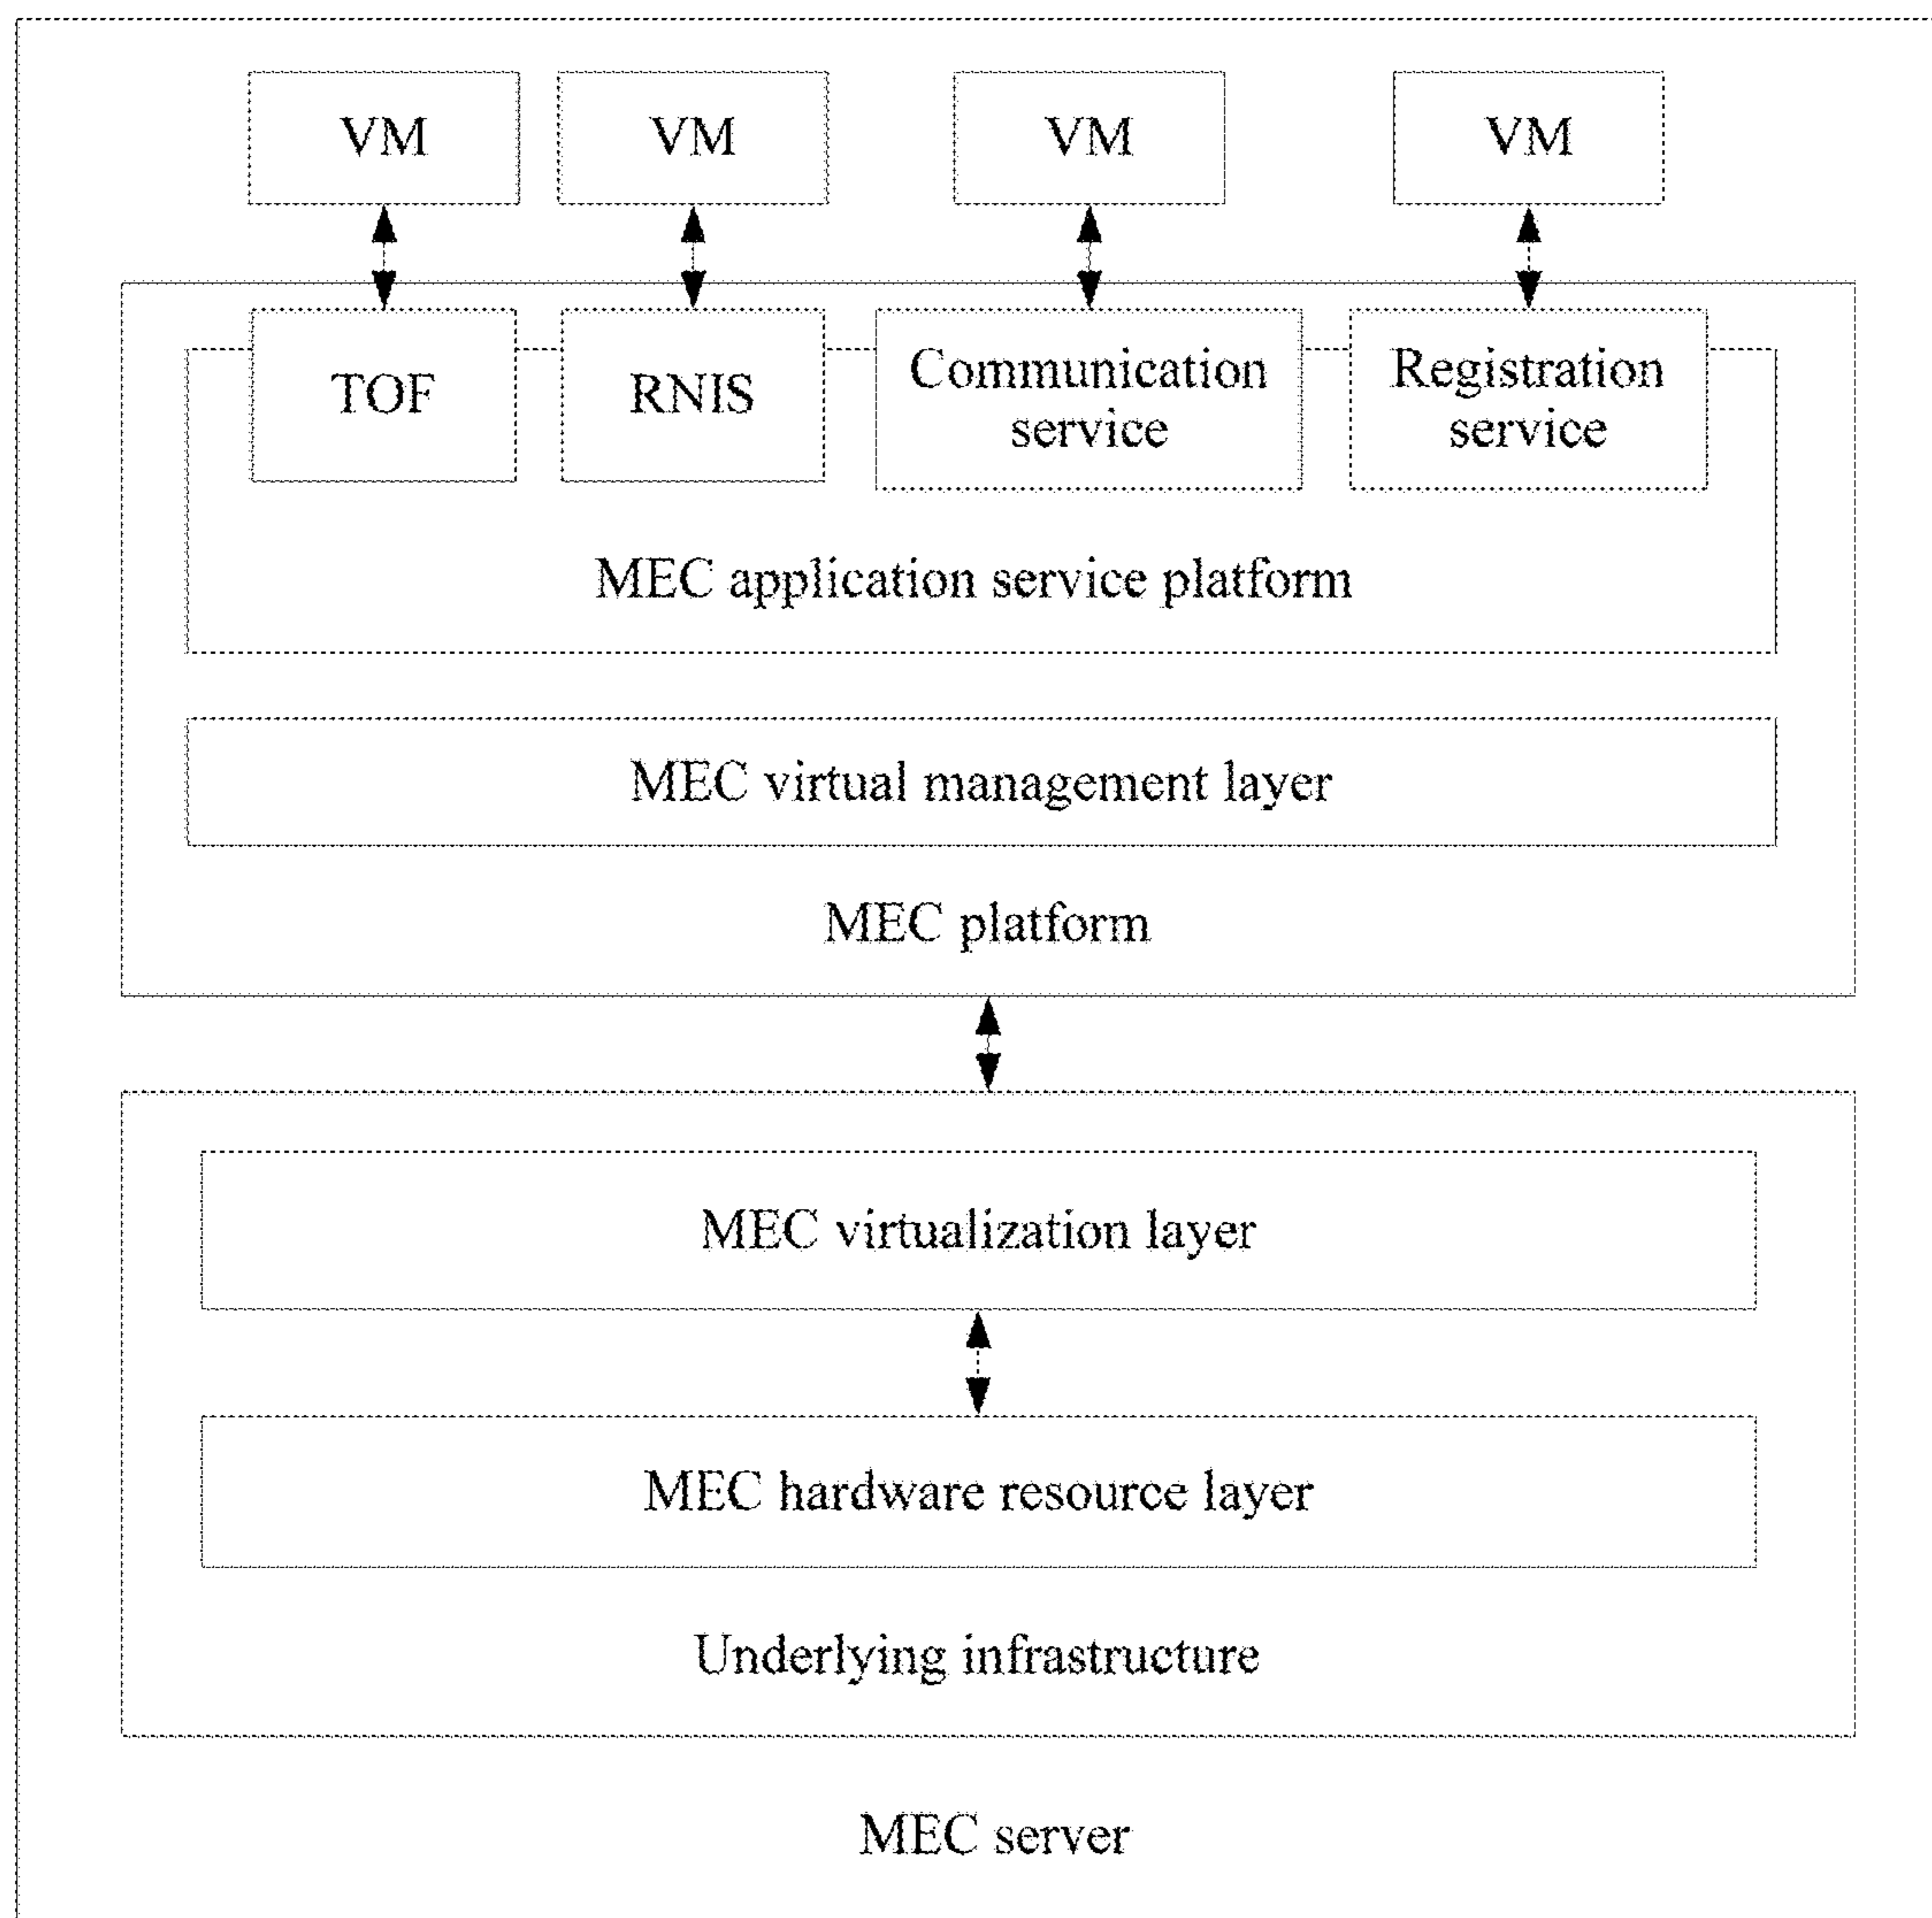 VM
VM
VM
VM
TOF
RNIS
Communication
service
Registration
service
MEC application service platform
MEC virtual management layer
MEC platform
MEC virtualization layer
MEC hardware resource layer
Underlying infrastructure
MEC server